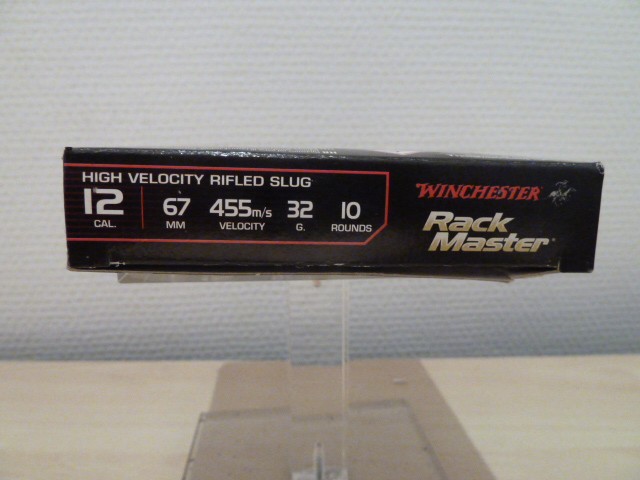 HIGH VELOCITY RIFLED SLUG
12 67 455m/s 32 10
CAL. MM VELOCITY G. ROUNDS
WINCHESTER
Rack
Master